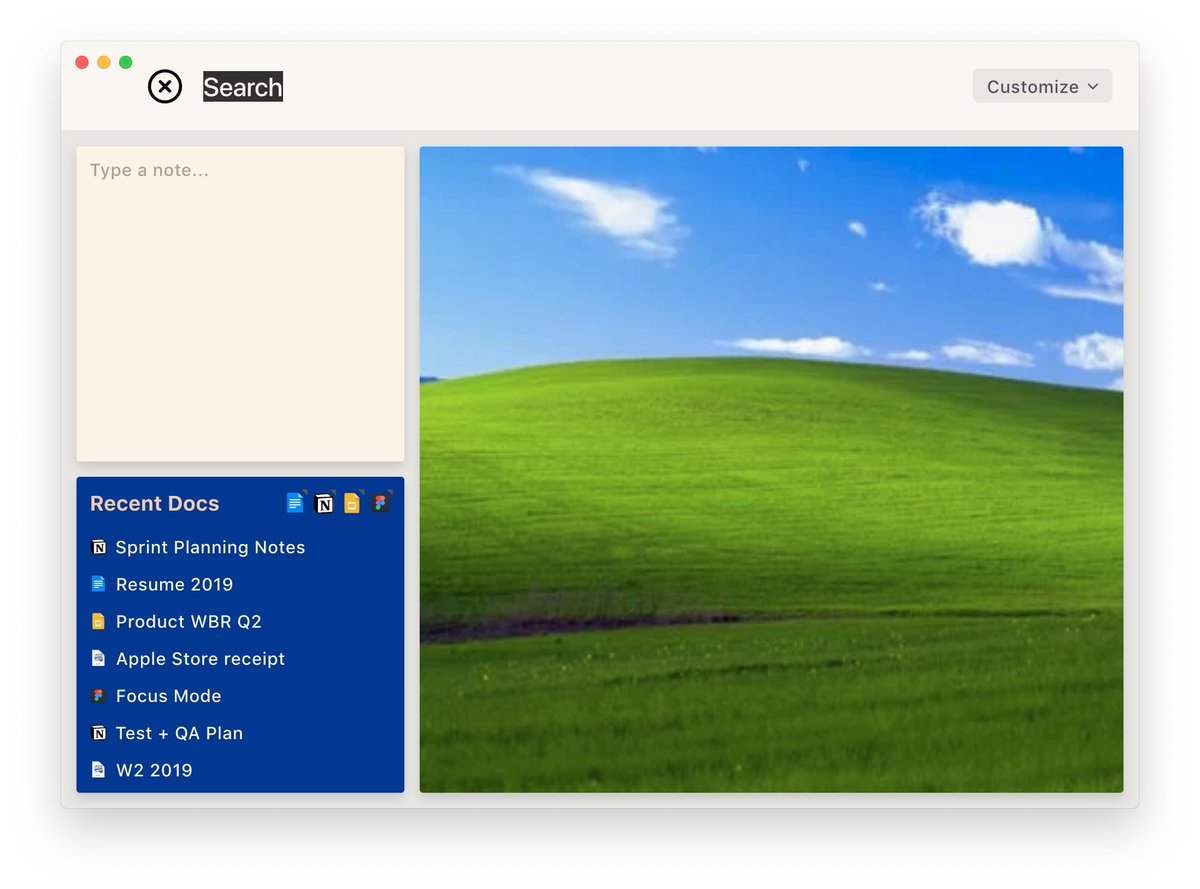 Search
Customize
Type a note...
Recent Docs
Sprint Planning Notes
Resume 2019
Product WBR Q2
Apple Store receipt
Focus Mode
Test + QA Plan
W2 2019